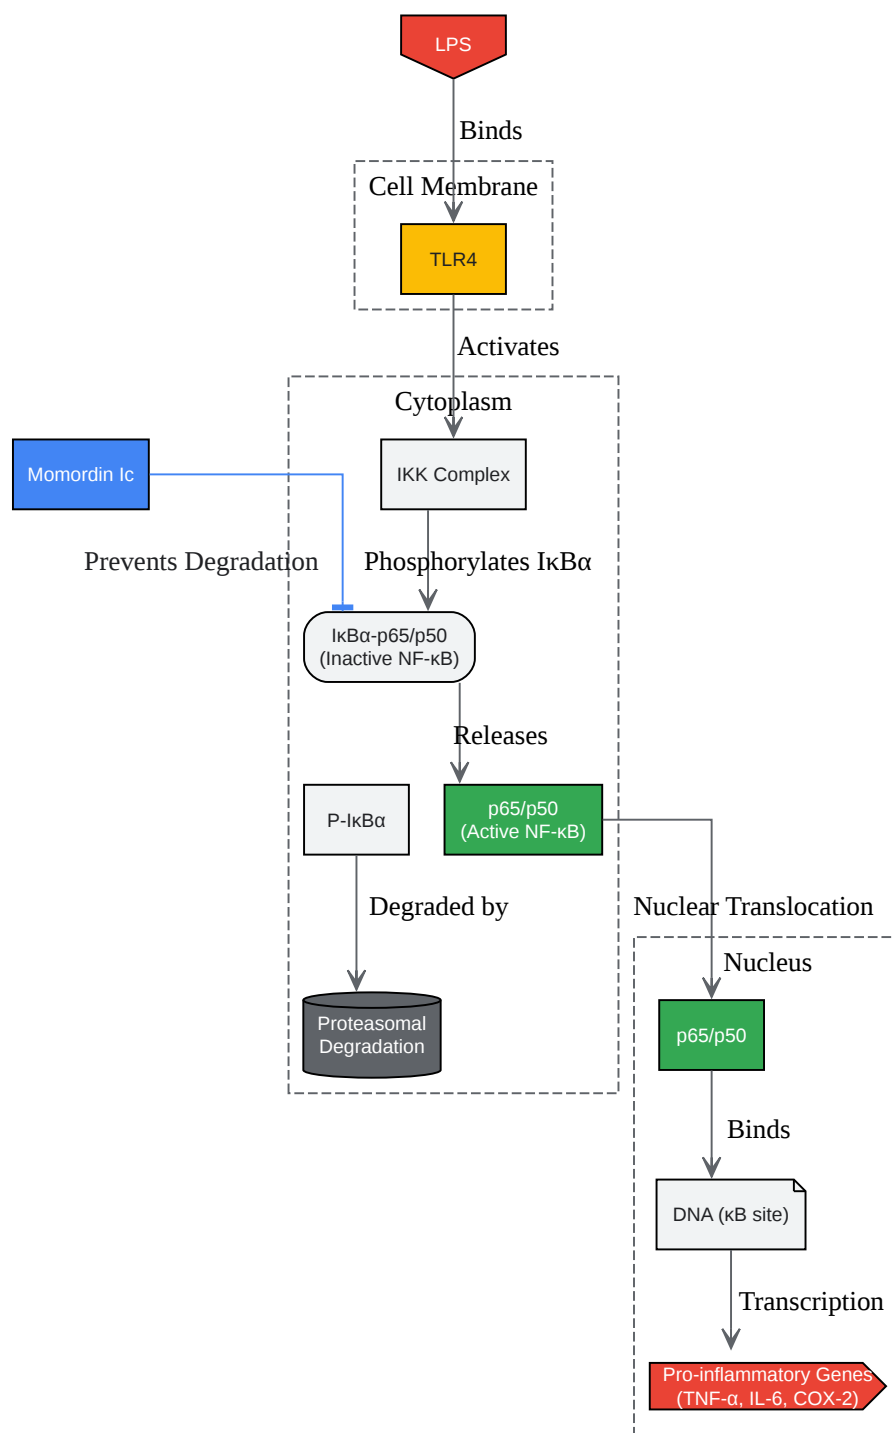 LPS
Binds
Cell Membrane
TLR4
Activates
Cytoplasm
Momordin Ic
IKK Complex
Prevents Degradation
Phosphorylates IκBα
IκBα-p65/p50
(Inactive NF-κB)
Releases
P-IκBα
p65/p50
(Active NF-κB)
Degraded by
Nuclear Translocation
Nucleus
Proteasomal
Degradation
p65/p50
Binds
DNA (κB site)
Transcription
Pro-inflammatory Genes
(TNF-α, IL-6, COX-2)